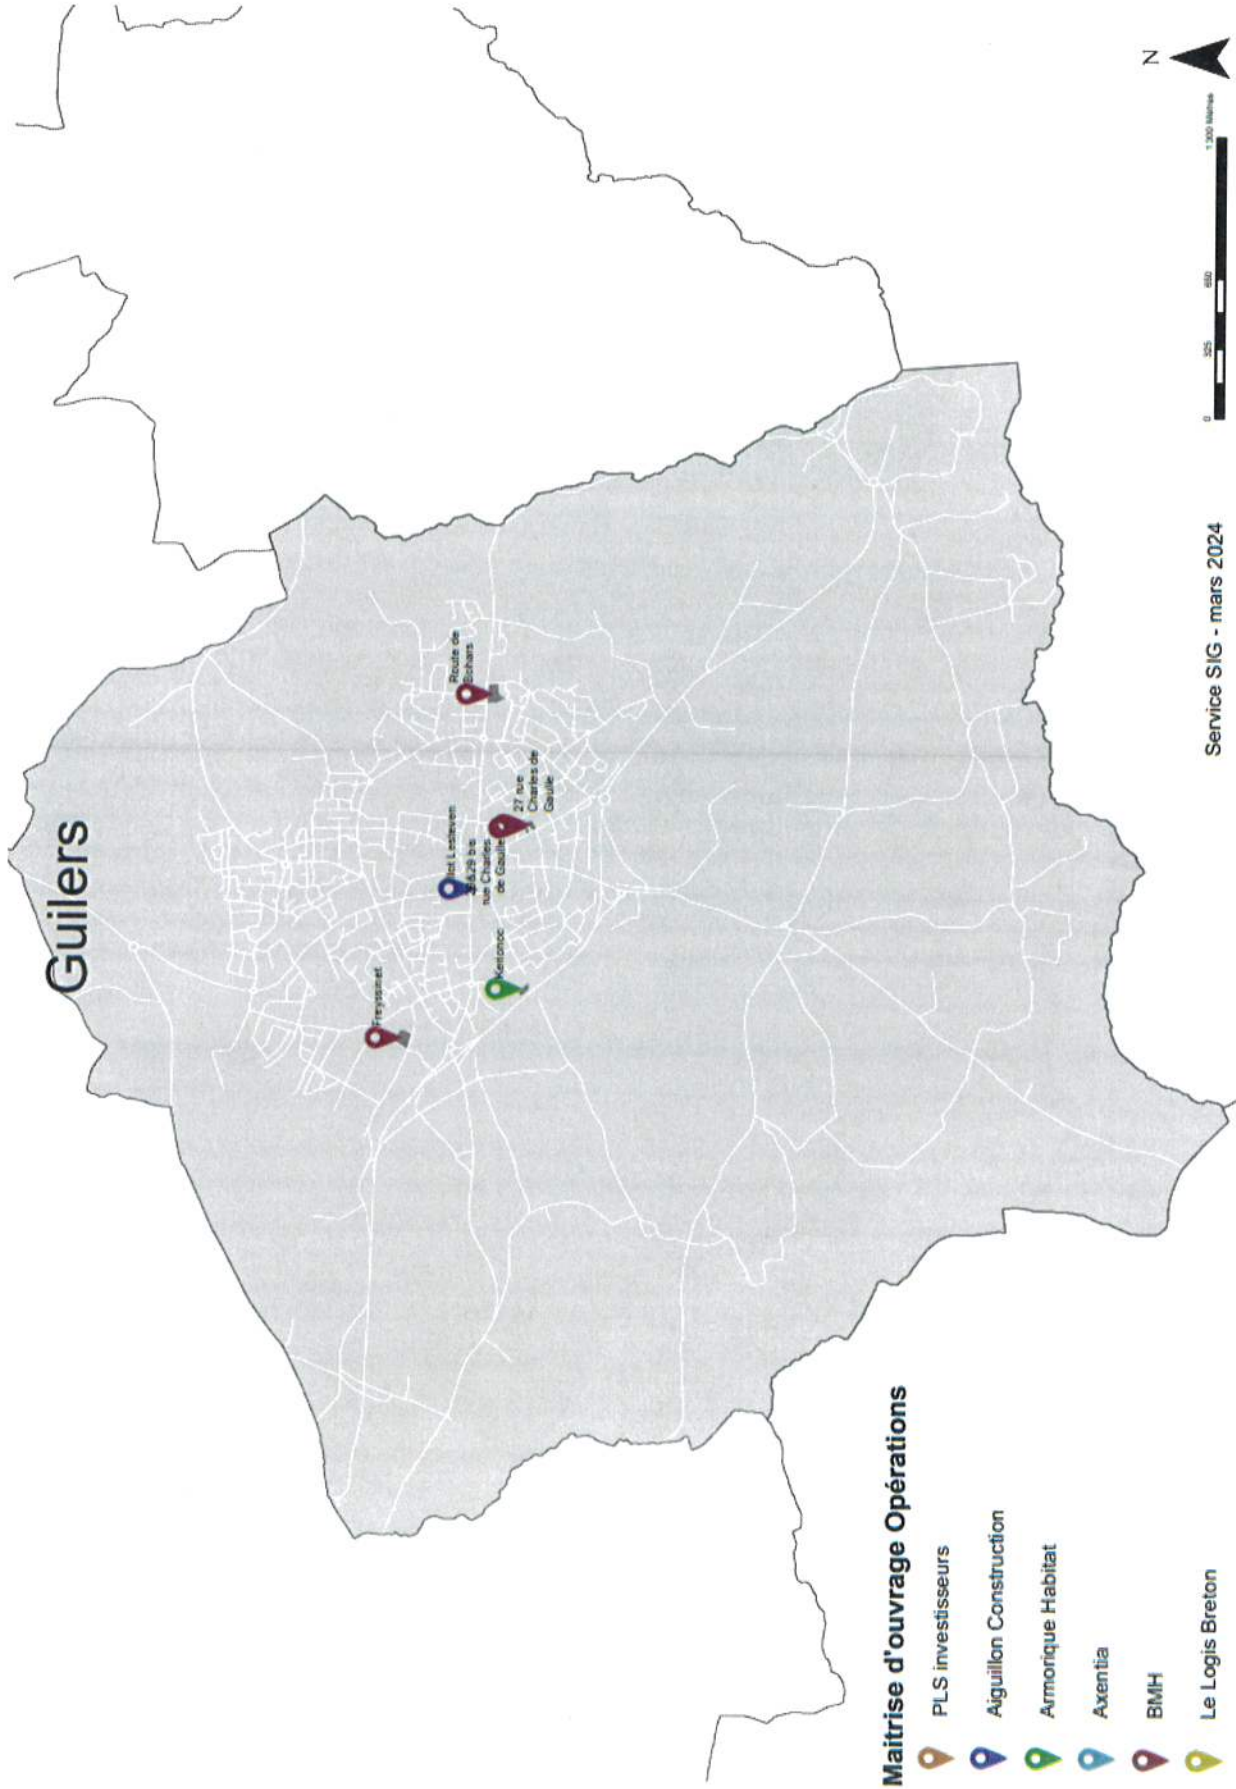 Guilers
Freyssinet
Ilot Lesteven
Route de
Bohars
rue Charles
de Gaulle
27 rue
Charles de
Gaulle
Maitrise d'ouvrage Opérations
PLS investisseurs
Aiguillon Construction
Armorique Habitat
Axentia
BMH
Le Logis Breton
Service SIG - mars 2024
0 325 650 1 300 Mètres
N